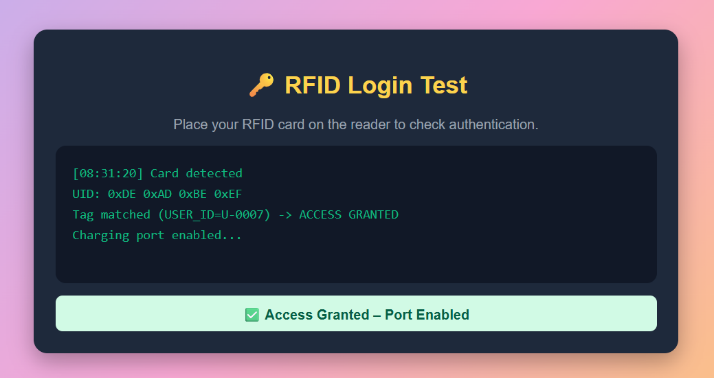 🔑 RFID Login Test
Place your RFID card on the reader to check authentication.
[08:31:20] Card detected
UID: 0xDE 0xAD 0xBE 0xEF
Tag matched (USER_ID=U-0007) -> ACCESS GRANTED
Charging port enabled...
✅ Access Granted – Port Enabled